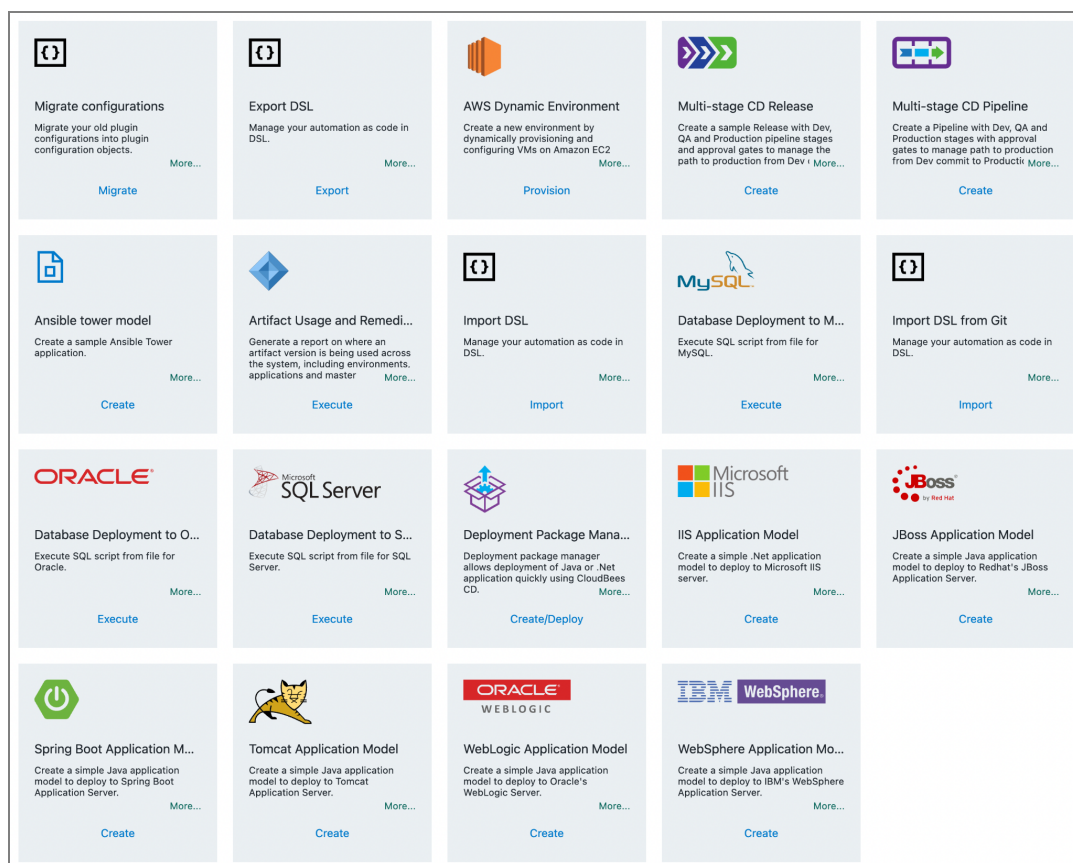 Migrate configurations
Migrate your old plugin
configurations into plugin
configuration objects.
More...
Migrate
Export DSL
Manage your automation as code in
DSL.
More...
Export
AWS Dynamic Environment
Create a new environment by
dynamically provisioning and
configuring VMs on Amazon EC2
More...
Provision
Multi-stage CD Release
Create a sample Release with Dev,
QA and Production pipeline stages
and approval gates to manage the
path to production from Dev
More...
Create
Multi-stage CD Pipeline
Create a Pipeline with Dev, QA and
Production stages with approval
gates to manage path to production
from Dev commit to Producti
More...
Create
Ansible tower model
Create a sample Ansible Tower
application.
More...
Create
Artifact Usage and Remedi...
Generate a report on where an
artifact version is being used across
the system, including environments,
applications and master
More...
Execute
Import DSL
Manage your automation as code in
DSL.
More...
Import
MySQL
Database Deployment to M...
Execute SQL script from file for
MySQL.
More...
Execute
Import DSL from Git
Manage your automation as code in
DSL.
More...
Import
ORACLE
Database Deployment to O...
Execute SQL script from file for
Oracle.
More...
Execute
Microsoft
SQL Server
Database Deployment to S...
Execute SQL script from file for SQL
Server.
More...
Execute
Deployment Package Mana...
Deployment package manager
allows deployment of Java or .Net
application quickly using CloudBees
CD.
More...
Create/Deploy
Microsoft
IIS
IIS Application Model
Create a simple .Net application
model to deploy to Microsoft IIS
server.
More...
Create
JBoss
by Red Hat
JBoss Application Model
Create a simple Java application
model to deploy to Redhat's JBoss
Application Server.
More...
Create
Spring Boot Application M...
Create a simple Java application
model to deploy to Spring Boot
Application Server.
More...
Create
Tomcat Application Model
Create a simple Java application
model to deploy to Tomcat
Application Server.
More...
Create
ORACLE
WEBLOGIC
WebLogic Application Model
Create a simple Java application
model to deploy to Oracle's
WebLogic Server.
More...
Create
IBM WebSphere
WebSphere Application Mo...
Create a simple Java application
model to deploy to IBM's WebSphere
Application Server.
More...
Create